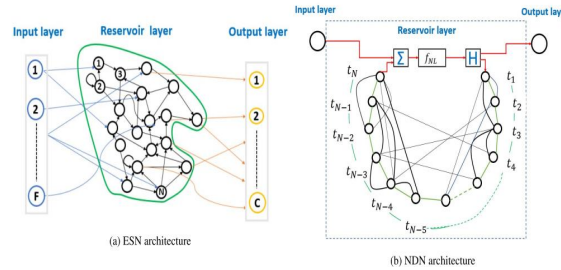 Input layer
Reservoir layer
Output layer
1
2
F
1
2
3
N
1
2
C
(a) ESN architecture
Input layer
Output lay
Reservoir layer
Σ
f_NL
H
t_N
t_N-1
t_N-2
t_N-3
t_N-4
t_N-5
t_1
t_2
t_3
t_4
(b) NDN architecture